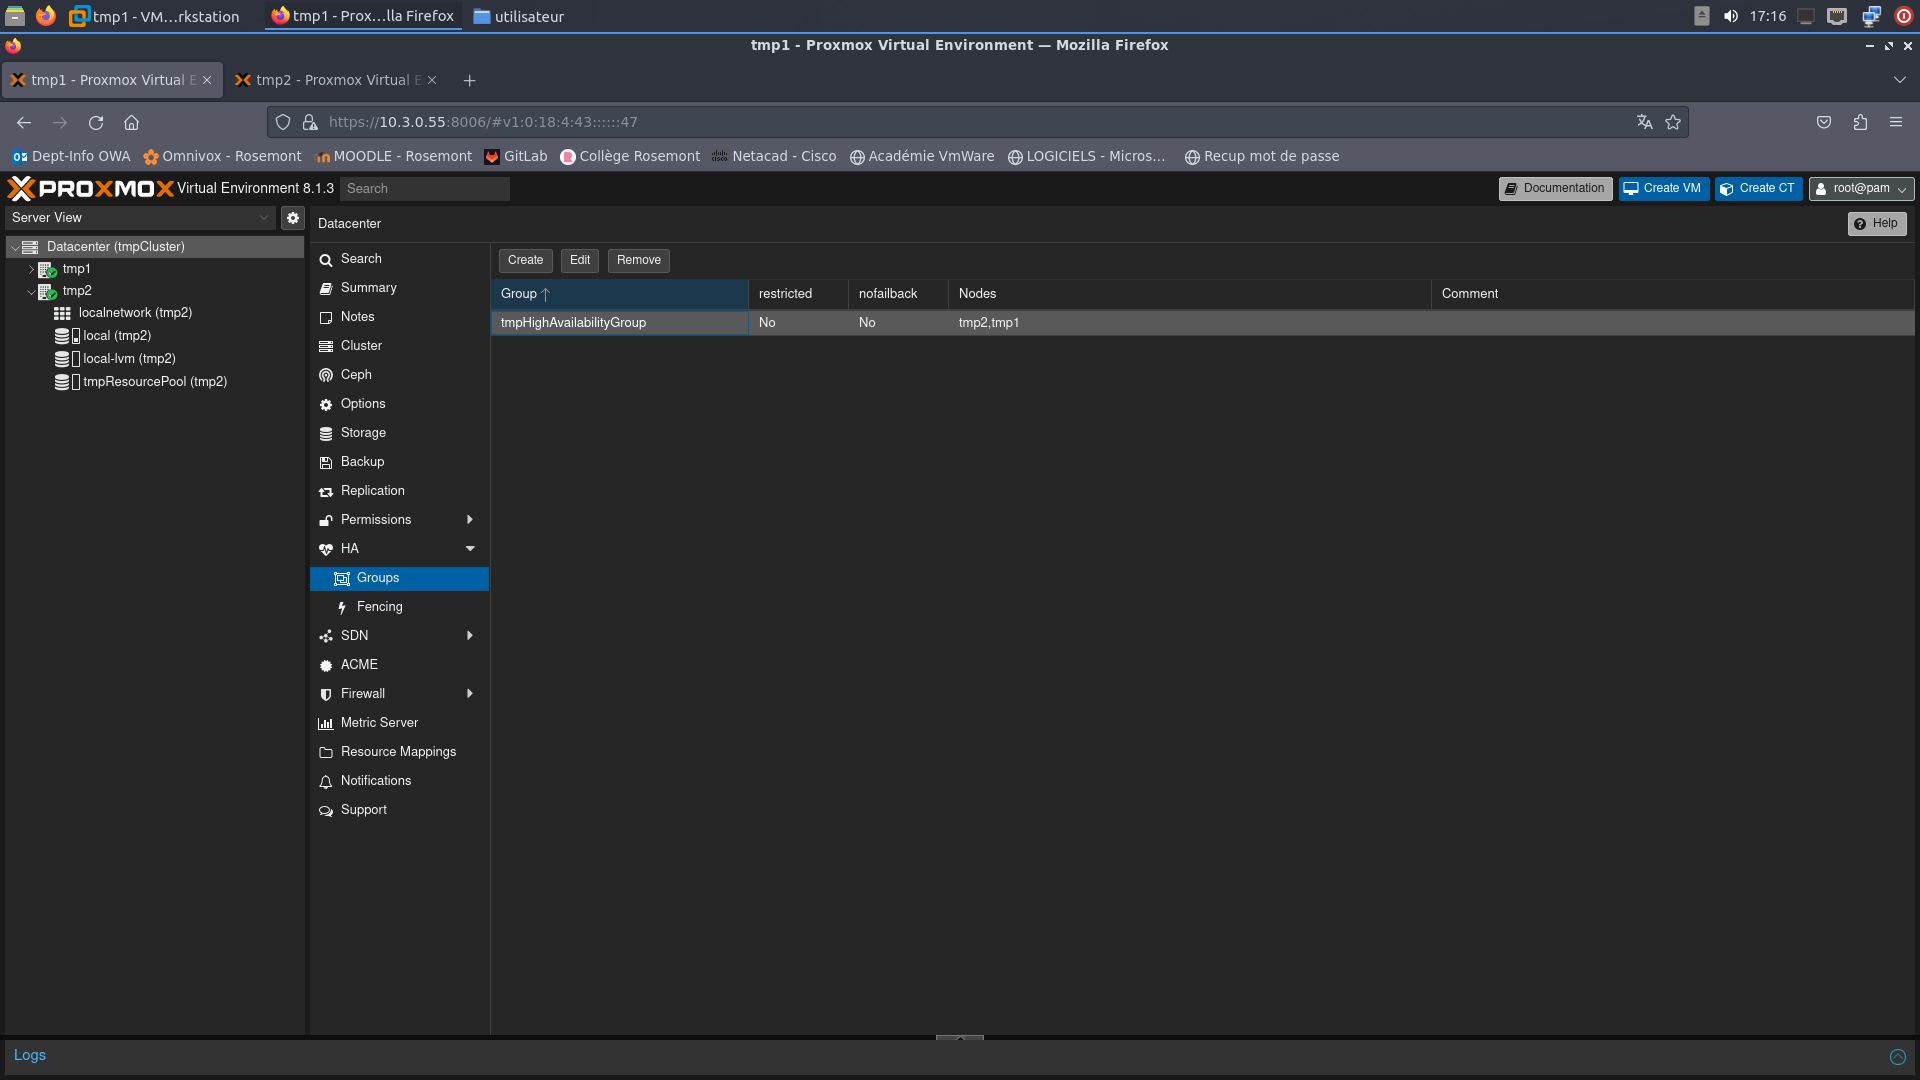 tmp1 - VM...rkstation
tmp1 - Prox...lla Firefox
utilisateur
17:16
tmp1 - Proxmox Virtual Environment — Mozilla Firefox
tmp1 - Proxmox Virtual E
tmp2 - Proxmox Virtual E
https://10.3.0.55:8006/#v1:0:18:4:43::::::47
Dept-Info OWA
Omnivox - Rosemont
MOODLE - Rosemont
GitLab
Collège Rosemont
Netacad - Cisco
Académie VmWare
LOGICIELS - Micros...
Recup mot de passe
PROXMOX Virtual Environment 8.1.3
Search
Documentation
Create VM
Create CT
root@pam
Server View
Datacenter (tmpCluster)
tmp1
tmp2
localnetwork (tmp2)
local (tmp2)
local-lvm (tmp2)
tmpResourcePool (tmp2)
Datacenter
Help
Search
Summary
Notes
Cluster
Ceph
Options
Storage
Backup
Replication
Permissions
HA
Groups
Fencing
SDN
ACME
Firewall
Metric Server
Resource Mappings
Notifications
Support
Create Edit Remove
Group restricted nofailback Nodes Comment
tmpHighAvailabilityGroup No No tmp2,tmp1
Logs